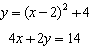 y = (x − 2)² + 4
4x + 2y = 14